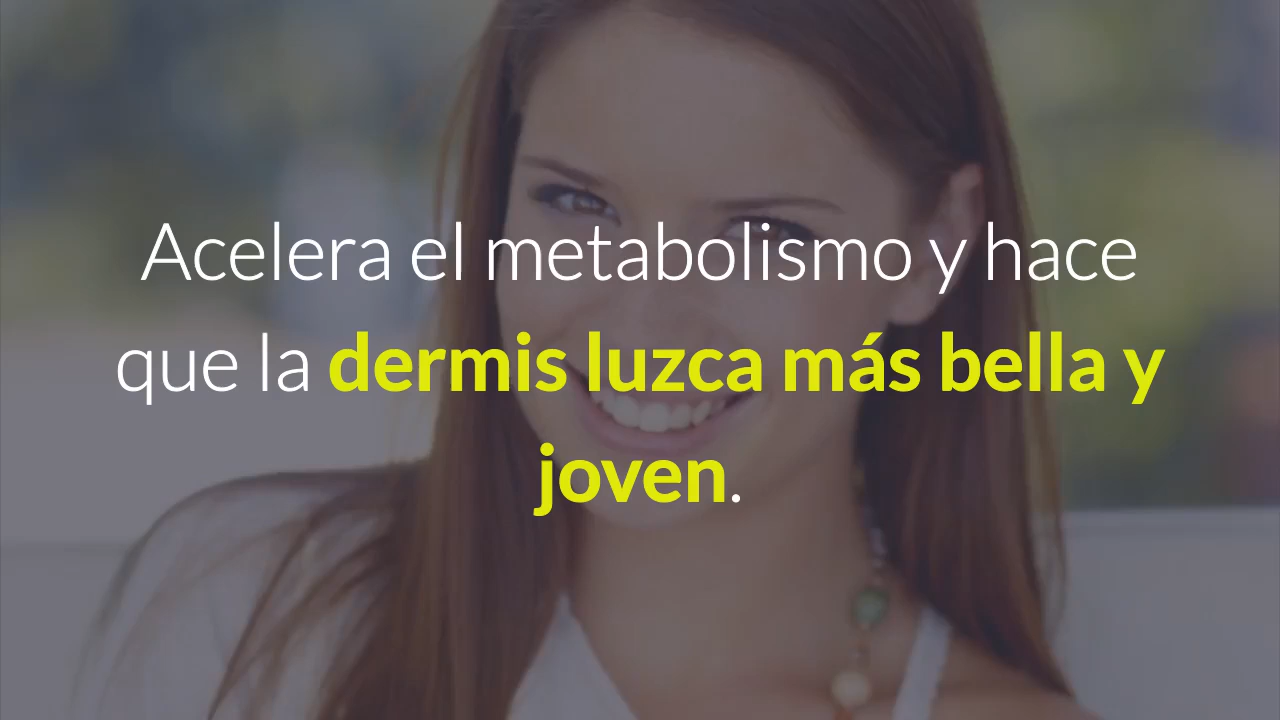 Acelera el metabolismo y hace
que la dermis luzca más bella y
joven.